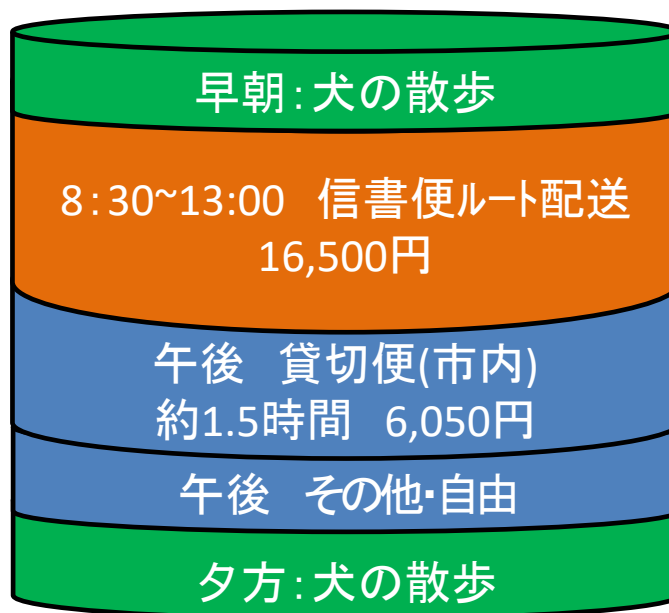 早朝：犬の散歩
8：30~13:00　信書便ルート配送
16,500円
午後　貸切便(市内)
約1.5時間　6,050円
午後　その他・自由
夕方：犬の散歩